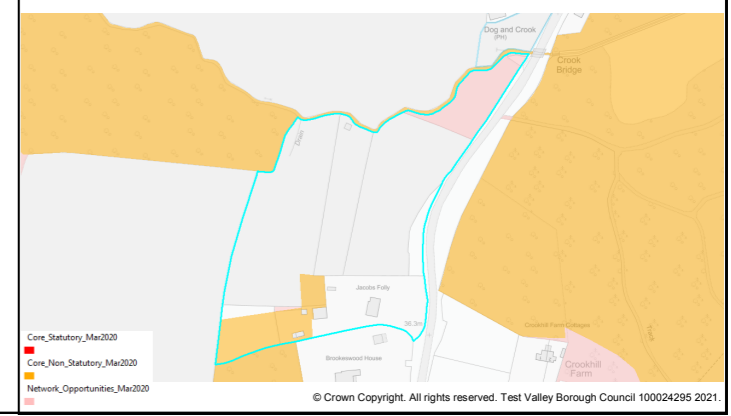 Dog and Crook
(PH)
Crook
Bridge
Drain
Jacobs Folly
36.3m
Brockeswood House
Crookhill Farm Cottages
Track
Crookhill
Farm
Core_Statutory_Mar2020
Core_Non_Statutory_Mar2020
Network_Opportunities_Mar2020
© Crown Copyright. All rights reserved. Test Valley Borough Council 100024295 2021.